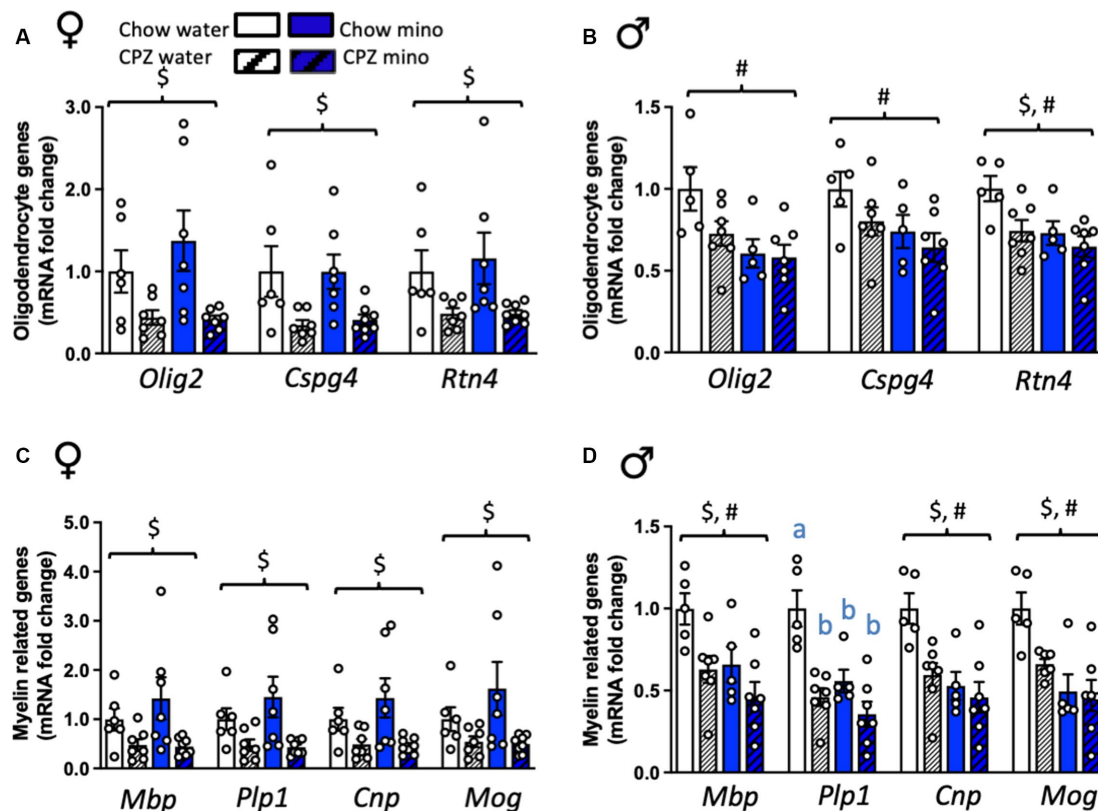 A ♀ Chow water Chow mino
CPZ water CPZ mino
$ $ $
Oligodendrocyte genes
(mRNA fold change)
3.0
2.0
1.0
0.0
Olig2 Cspg4 Rtn4
B ♂
# # $, #
Oligodendrocyte genes
(mRNA fold change)
1.5
1.0
0.5
0.0
Olig2 Cspg4 Rtn4
C ♀
$ $ $ $
Myelin related genes
(mRNA fold change)
5.0
4.0
3.0
2.0
1.0
0.0
Mbp Plp1 Cnp Mog
D ♂
$, # $, # $, #
a
b b b
Myelin related genes
(mRNA fold change)
1.5
1.0
0.5
0.0
Mbp Plp1 Cnp Mog